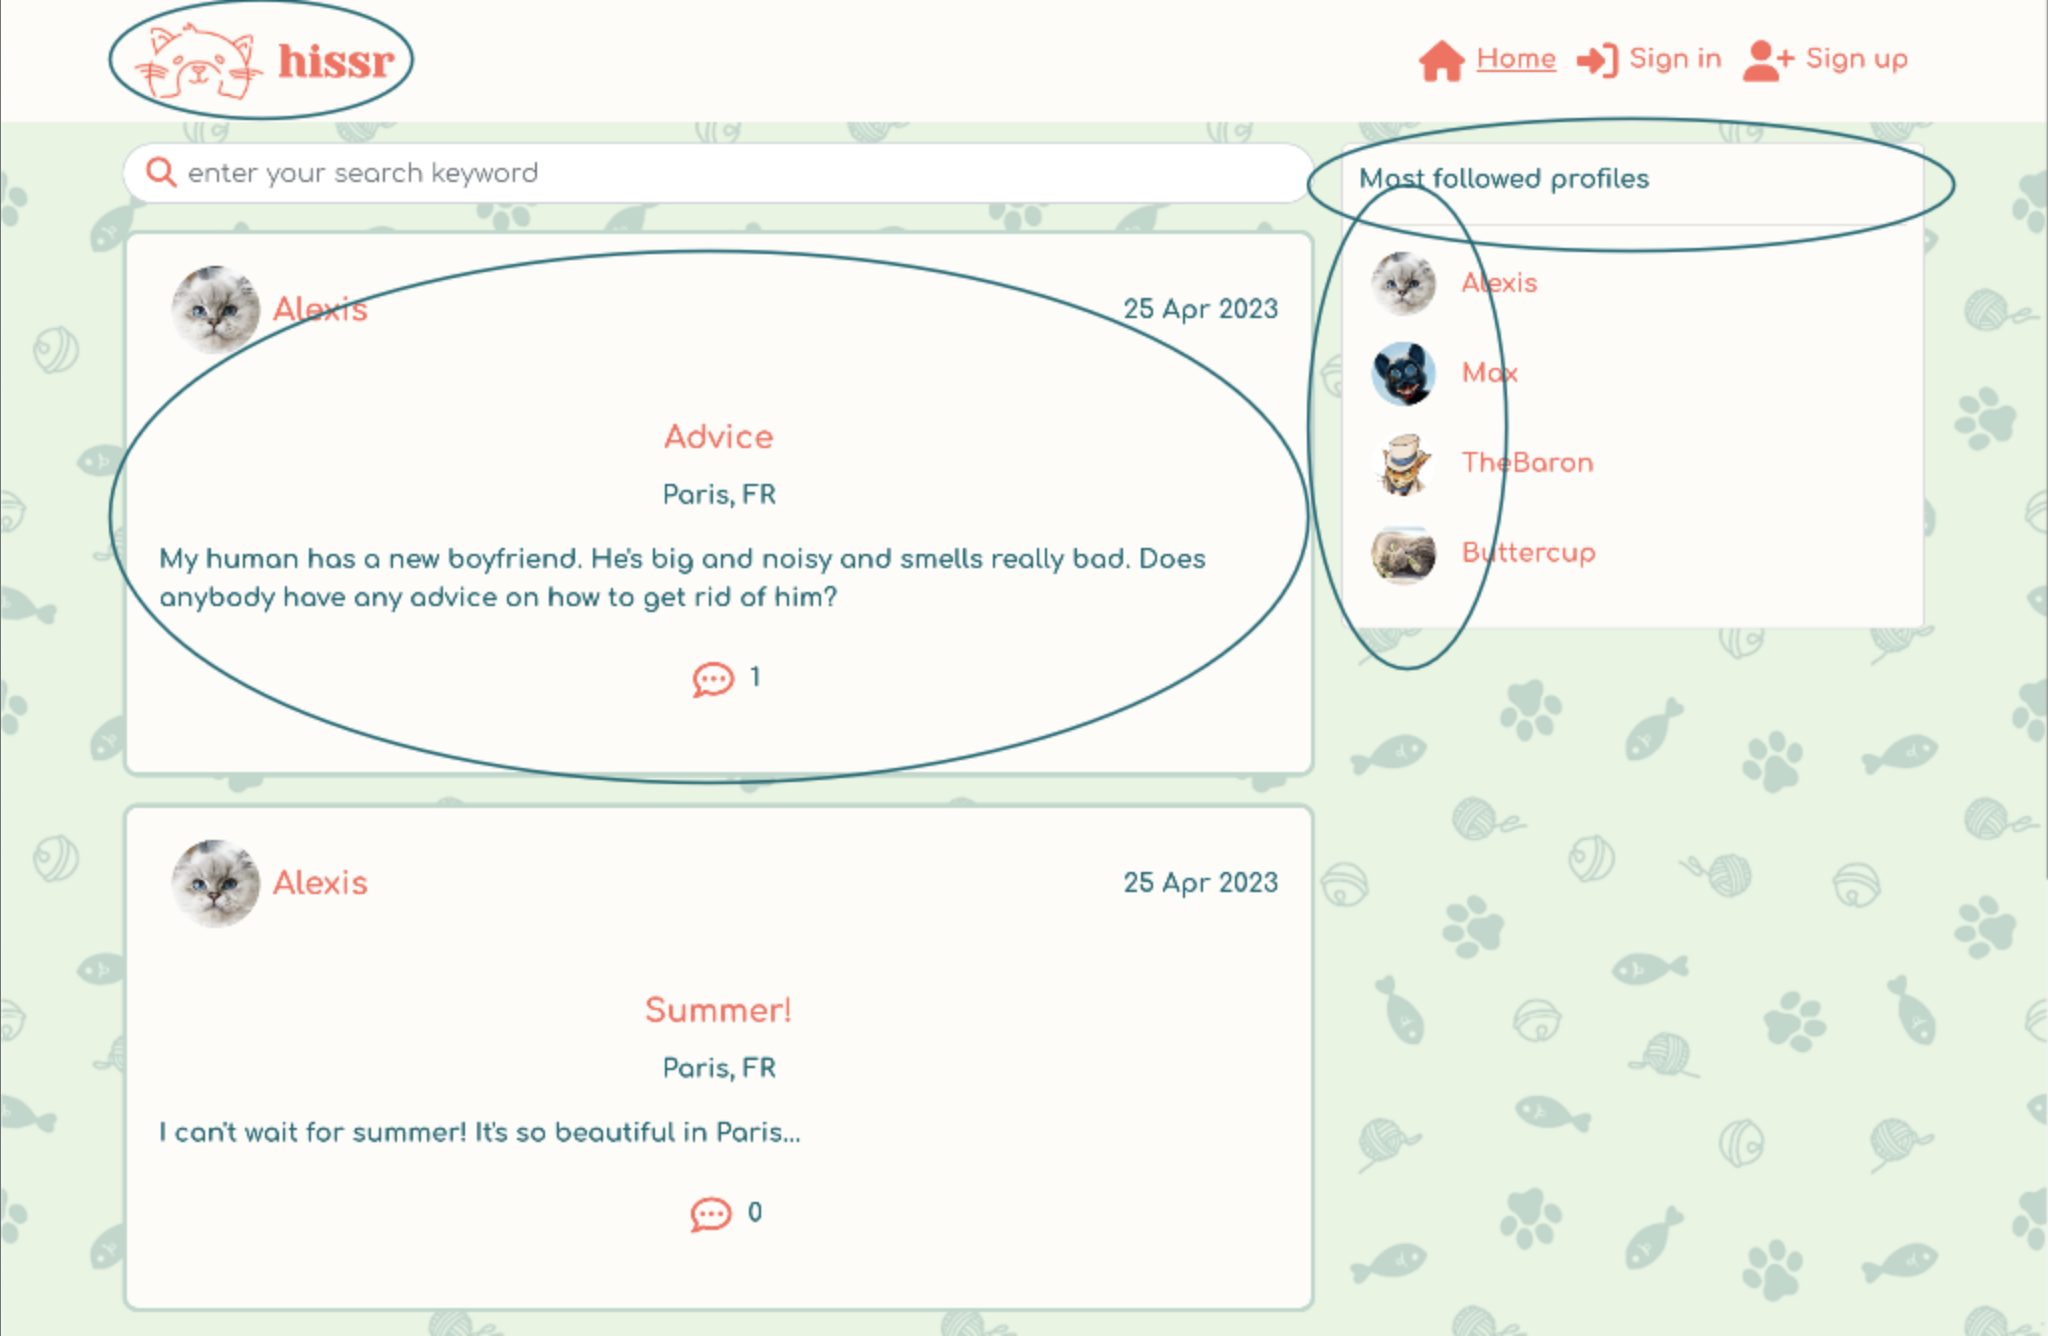 hissr
Home Sign in Sign up
enter your search keyword
Alexis 25 Apr 2023
Advice
Paris, FR
My human has a new boyfriend. He's big and noisy and smells really bad. Does
anybody have any advice on how to get rid of him?
1
Alexis 25 Apr 2023
Summer!
Paris, FR
I can't wait for summer! It's so beautiful in Paris...
0
Most followed profiles
Alexis
Max
TheBaron
Buttercup